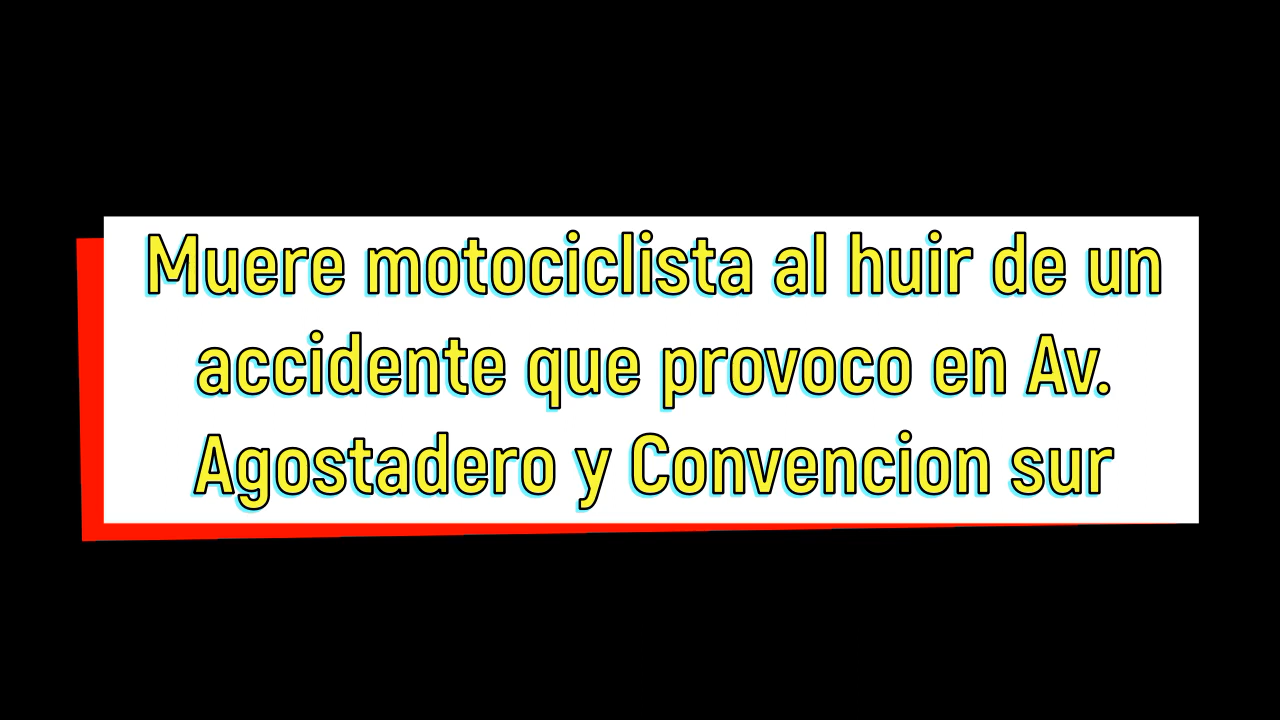 Muere motociclista al huir de un
accidente que provoco en Av.
Agostadero y Convencion sur